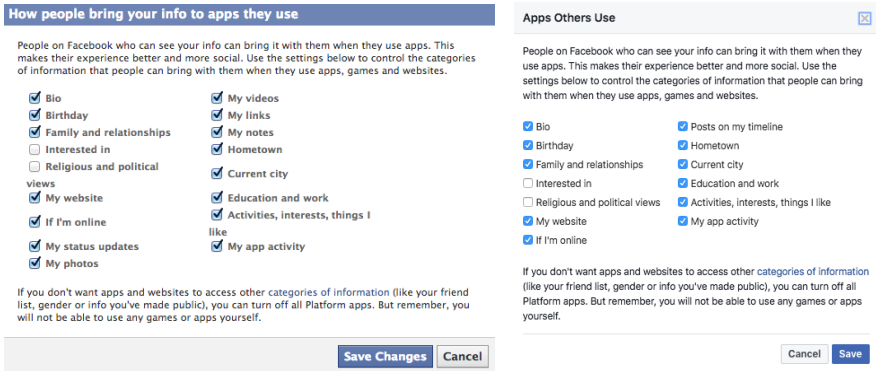 How people bring your info to apps they use
People on Facebook who can see your info can bring it with them when they use apps. This
makes their experience better and more social. Use the settings below to control the categories
of information that people can bring with them when they use apps, games and websites.
Bio
Birthday
Family and relationships
Interested in
Religious and political
views
My website
If I'm online
My status updates
My photos
My videos
My links
My notes
Hometown
Current city
Education and work
Activities, interests, things I
like
My app activity
If you don't want apps and websites to access other categories of information (like your friend
list, gender or info you've made public), you can turn off all Platform apps. But remember, you
will not be able to use any games or apps yourself.
Save Changes Cancel
Apps Others Use
People on Facebook who can see your info can bring it with them when they
use apps. This makes their experience better and more social. Use the
settings below to control the categories of information that people can bring
with them when they use apps, games and websites.
Bio
Birthday
Family and relationships
Interested in
Religious and political views
My website
If I'm online
Posts on my timeline
Hometown
Current city
Education and work
Activities, interests, things I like
My app activity
If you don't want apps and websites to access other categories of information
(like your friend list, gender or info you've made public), you can turn off all
Platform apps. But remember, you will not be able to use any games or apps
yourself.
Cancel Save